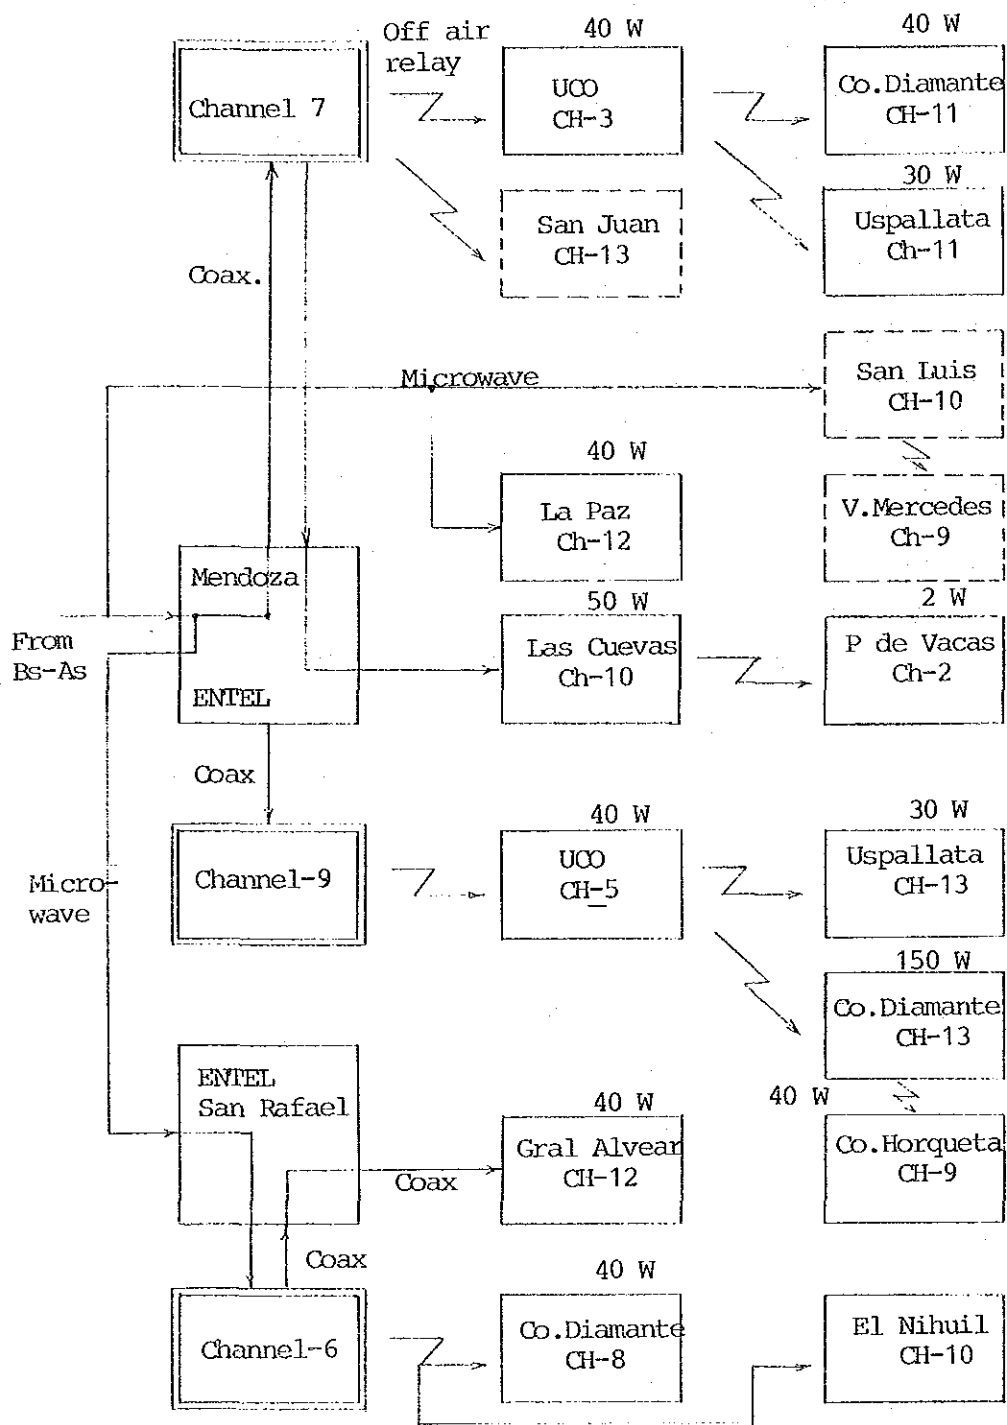 Off air
relay
40 W
40 W
Channel 7
UCO
CH-3
Co.Diamante
CH-11
30 W
San Juan
CH-13
Uspallata
Ch-11
Coax.
Microwave
San Luis
CH-10
40 W
La Paz
Ch-12
V.Mercedes
Ch-9
Mendoza
50 W
2 W
From
Bs-As
Las Cuevas
Ch-10
P de Vacas
Ch-2
ENTEL
Coax
40 W
30 W
Channel-9
UCO
CH-5
Uspallata
CH-13
Micro-
wave
150 W
Co.Diamante
CH-13
ENTEL
San Rafael
40 W
40 W
Gral Alvear
CH-12
Co.Horqueta
CH-9
Coax
Coax
40 W
Channel-6
Co.Diamante
CH-8
El Nihuil
CH-10